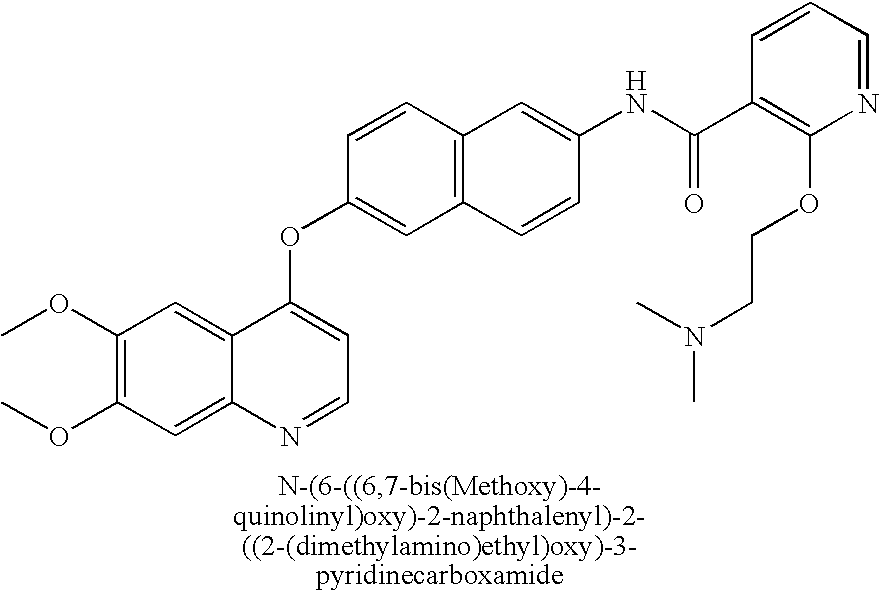 H
N
N
O
O
O
O
N
O
N
N-(6-((6,7-bis(Methoxy)-4-
quinolinyl)oxy)-2-naphthalenyl)-2-
((2-(dimethylamino)ethyl)oxy)-3-
pyridinecarboxamide